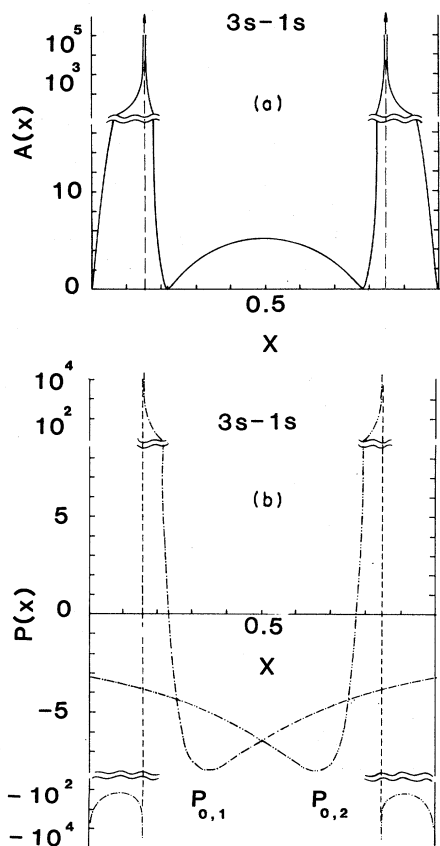 3s-1s
10⁵
10³
(a)
A(x)
10
0
0.5
X
10⁴
10²
3s-1s
(b)
5
P(x)
0
0.5
X
-5
P₀,₁
P₀,₂
-10²
-10⁴